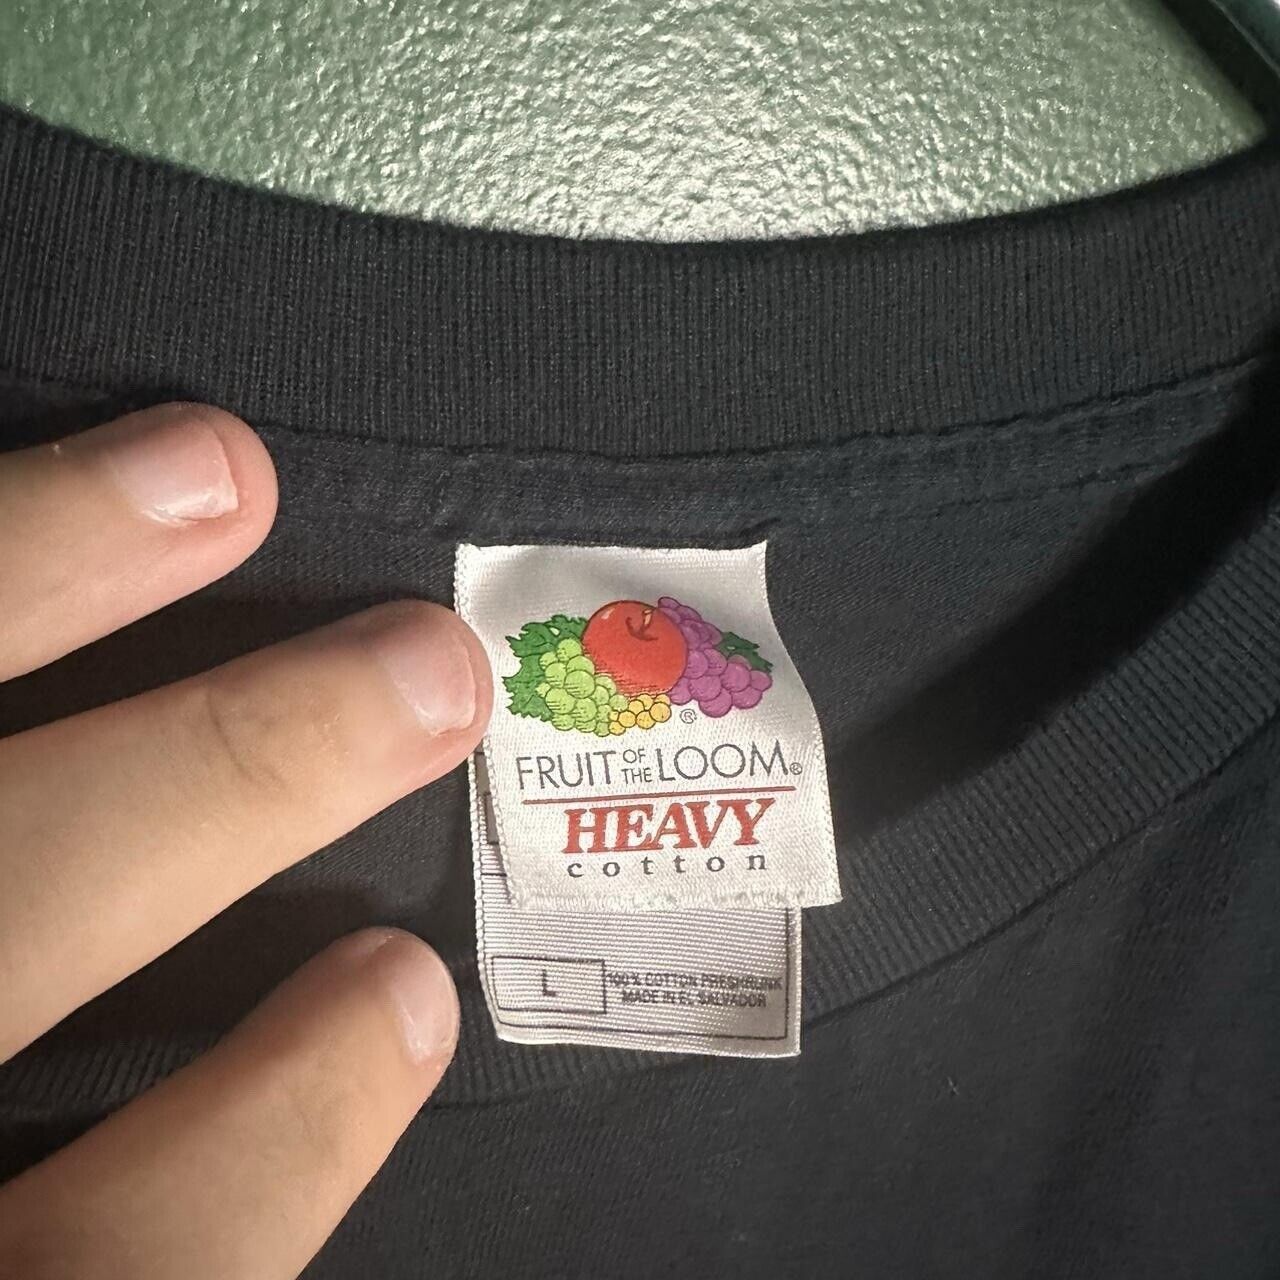 ®
FRUIT OF THE LOOM®
HEAVY
cotton
L
100% COTTON PRESHRUNK
MADE IN EL SALVADOR